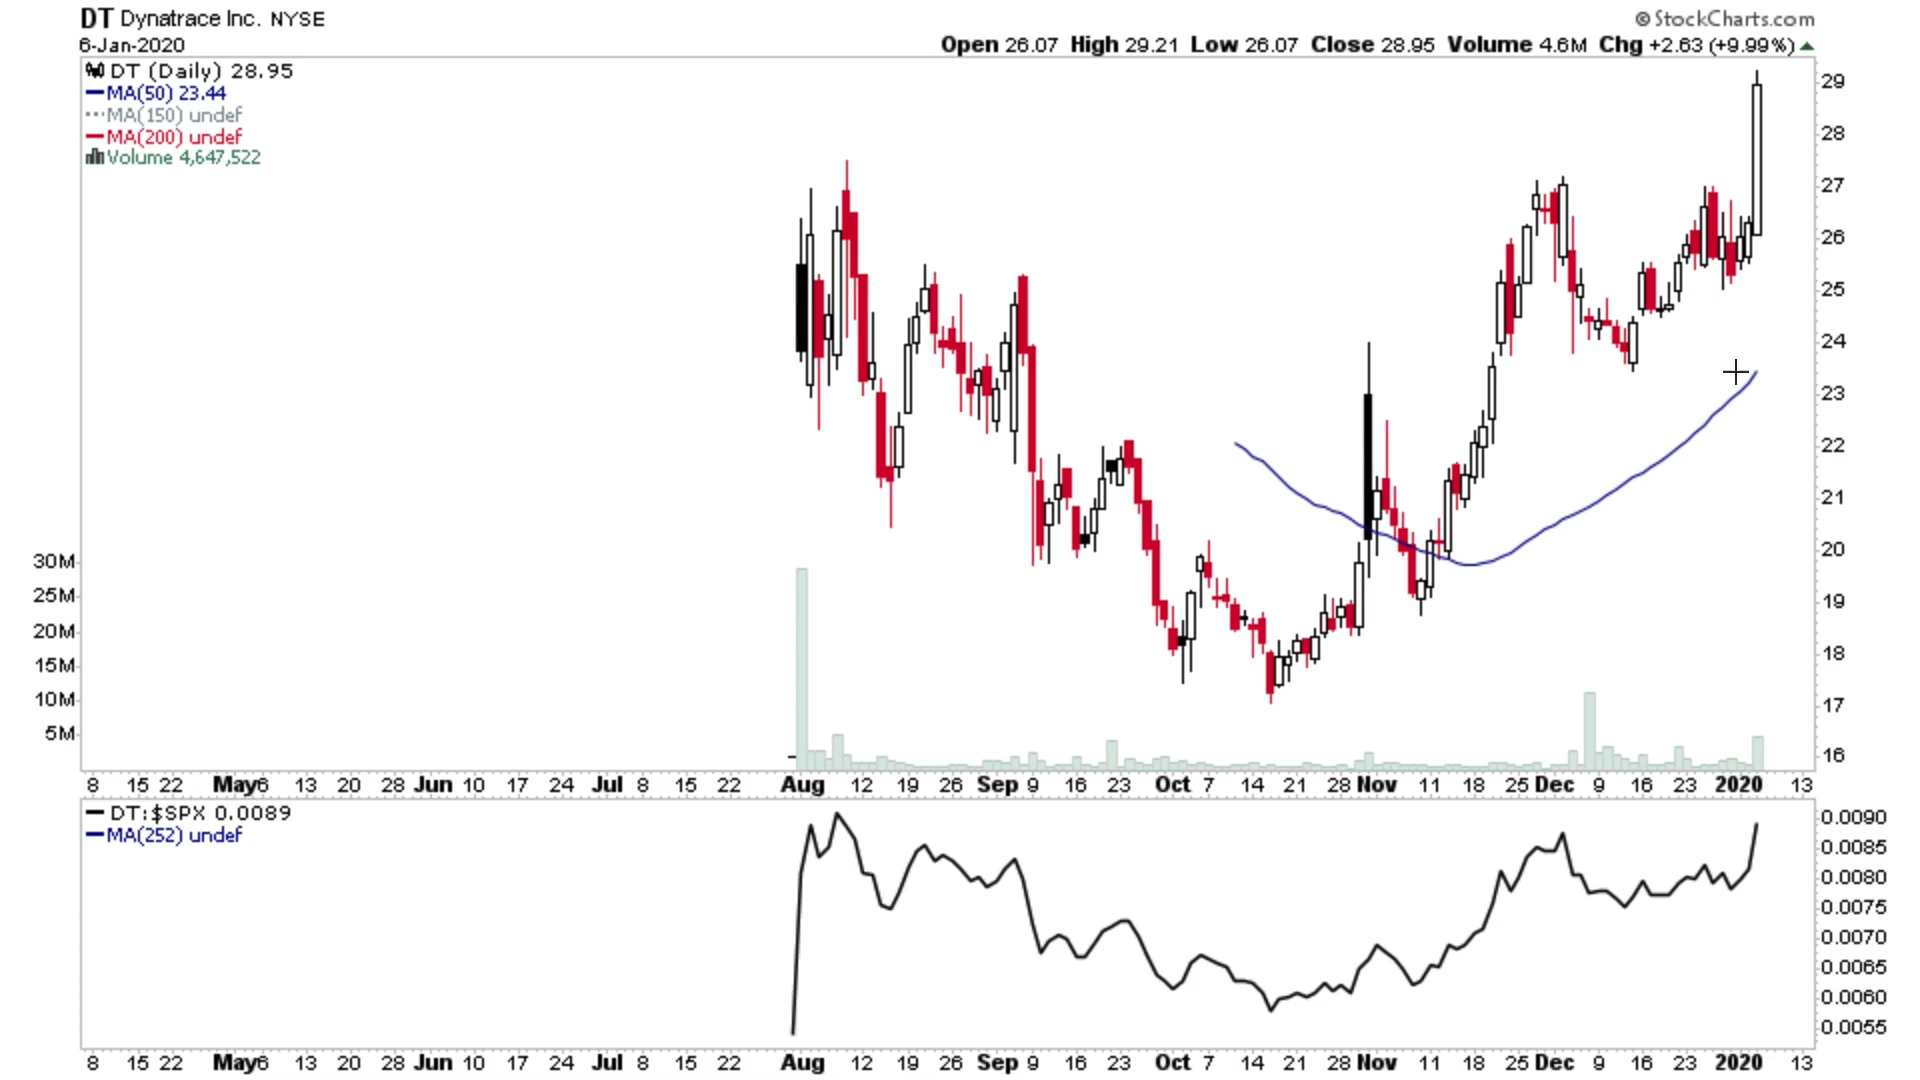 DT Dynatrace Inc. NYSE
© StockCharts.com
6-Jan-2020
Open 26.07 High 29.21 Low 26.07 Close 28.95 Volume 4.6M Chg +2.63 (+9.99%)
DT (Daily) 28.95
MA(50) 23.44
MA(150) undef
MA(200) undef
Volume 4,647,522
29
28
27
26
25
24
23
22
21
20
19
18
17
16
30M
25M
20M
15M
10M
5M
8 15 22 May6 13 20 28 Jun 10 17 24 Jul 8 15 22 Aug 12 19 26 Sep 9 16 23 Oct 7 14 21 28 Nov 11 18 25 Dec 9 16 23 2020 13
DT:$SPX 0.0089
MA(252) undef
0.0090
0.0085
0.0080
0.0075
0.0070
0.0065
0.0060
0.0055
8 15 22 May6 13 20 28 Jun 10 17 24 Jul 8 15 22 Aug 12 19 26 Sep 9 16 23 Oct 7 14 21 28 Nov 11 18 25 Dec 9 16 23 2020 13